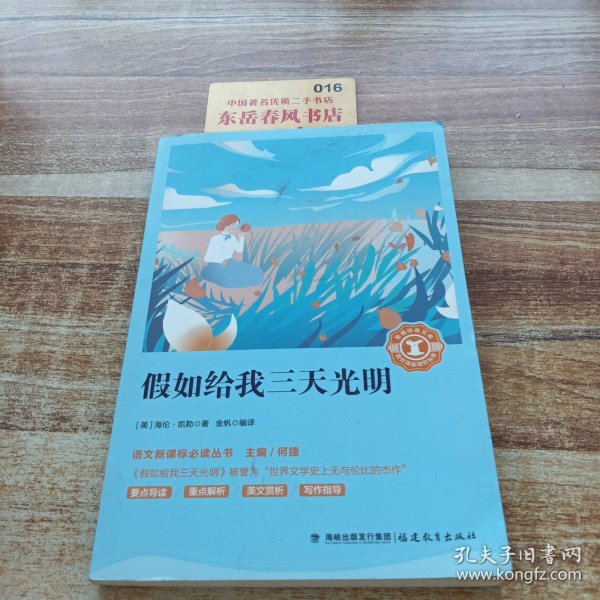 016
中国著名优质二手书店
东岳春风书店
假如给我三天光明
[美]海伦·凯勒◎著 金帆◎编译
语文新课标必读丛书 主编/何捷
《假如给我三天光明》被誉为“世界文学史上无与伦比的杰作”
要点导读 重点解析 美文赏析 写作指导
海峡出版发行集团 福建教育出版社
孔夫子旧书网
www.kongfz.com